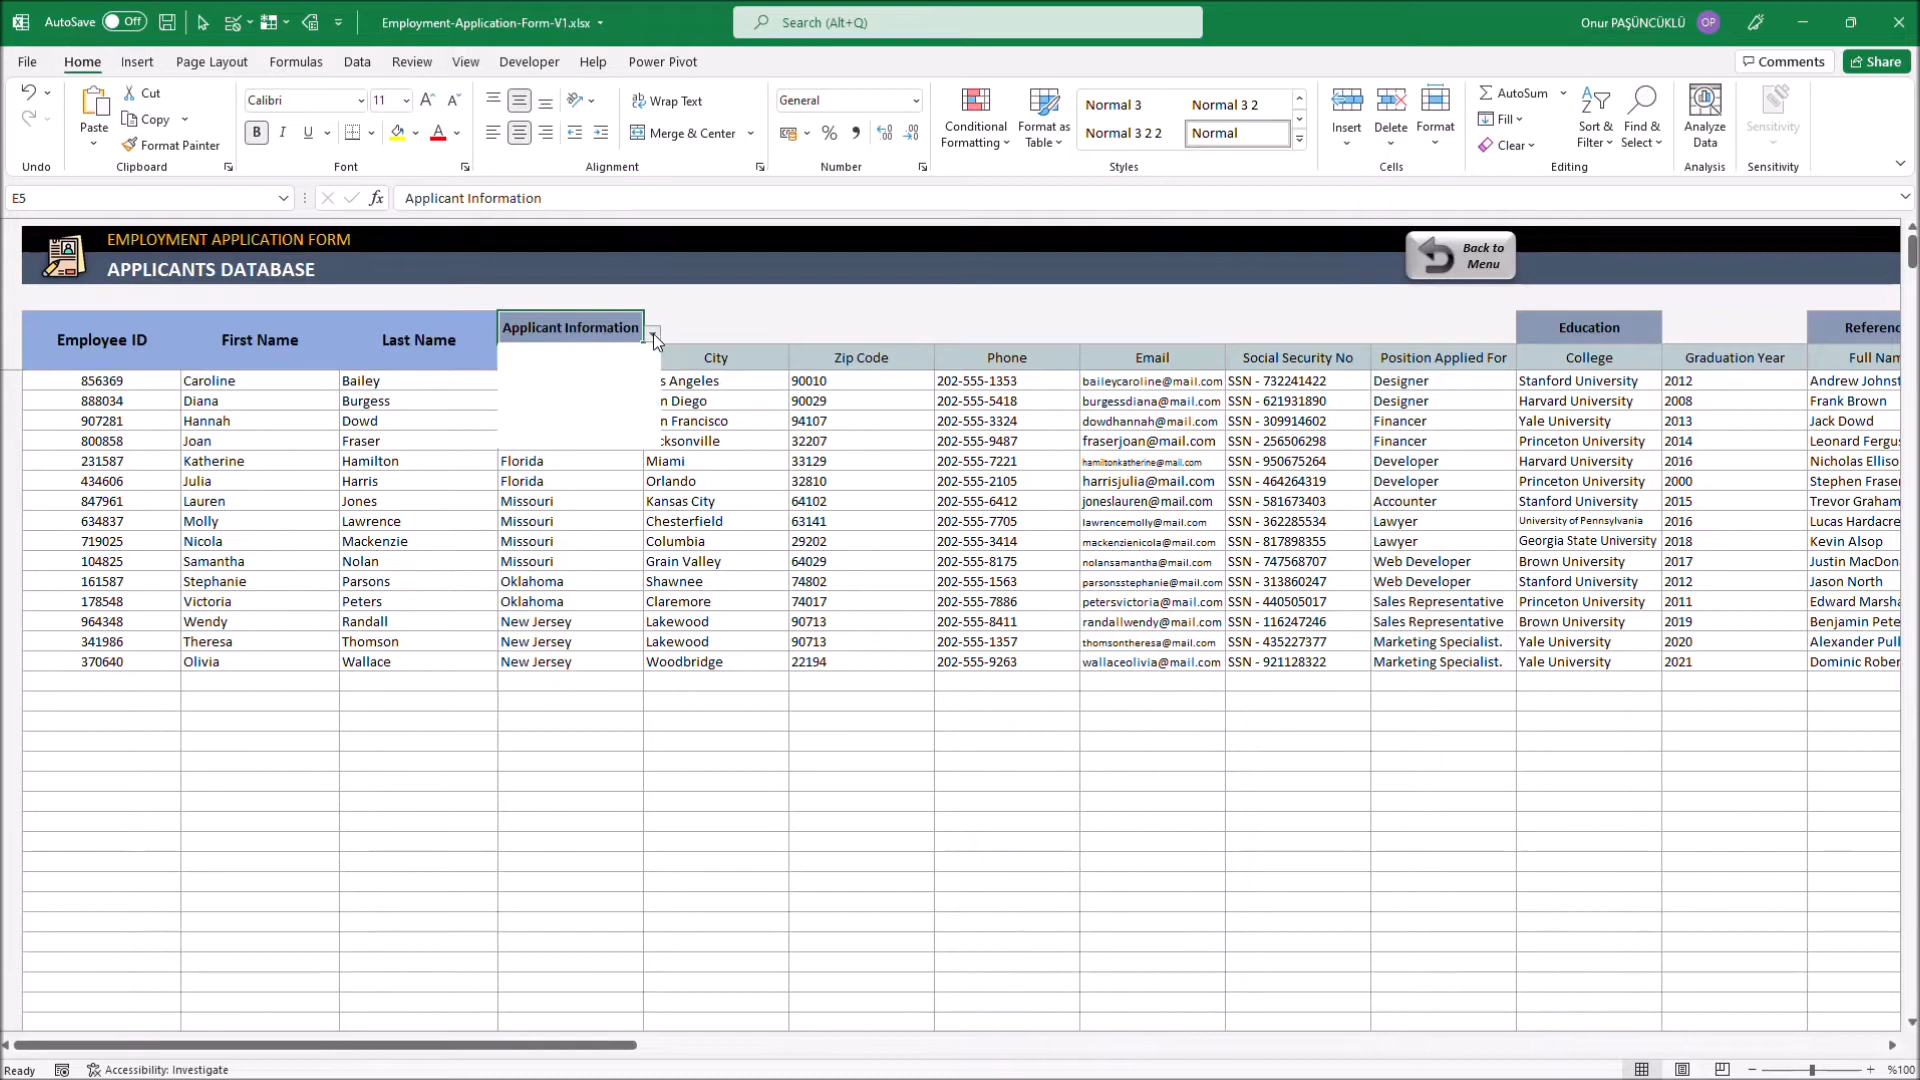 AutoSave Off Employment-Application-Form-V1.xlsx Search (Alt+Q) Onur PAŞÜNCÜKLÜ OP
File Home Insert Page Layout Formulas Data Review View Developer Help Power Pivot Comments Share
Cut Calibri 11 Wrap Text General Normal 3 Normal 3 2 AutoSum
Paste Copy Conditional Formatting Format as Table Insert Delete Format Fill Sort & Filter Find & Select Analyze Data Sensitivity
Format Painter B I U A Merge & Center % Normal 3 2 2 Normal Clear
Undo Clipboard Font Alignment Number Styles Cells Editing Analysis Sensitivity
E5 fx Applicant Information
EMPLOYMENT APPLICATION FORM
APPLICANTS DATABASE
Back to
Menu
Employee ID First Name Last Name Applicant Information Education Referenc
City Zip Code Phone Email Social Security No Position Applied For College Graduation Year Full Nam
856369 Caroline Bailey s Angeles 90010 202-555-1353 baileycaroline@mail.com SSN - 732241422 Designer Stanford University 2012 Andrew Johnst
888034 Diana Burgess n Diego 90029 202-555-5418 burgessdiana@mail.com SSN - 621931890 Designer Harvard University 2008 Frank Brown
907281 Hannah Dowd n Francisco 94107 202-555-3324 dowdhannah@mail.com SSN - 309914602 Financer Yale University 2013 Jack Dowd
800858 Joan Fraser cksonville 32207 202-555-9487 fraserjoan@mail.com SSN - 256506298 Financer Princeton University 2014 Leonard Fergus
231587 Katherine Hamilton Florida Miami 33129 202-555-7221 hamiltonkatherine@mail.com SSN - 950675264 Developer Harvard University 2016 Nicholas Elliso
434606 Julia Harris Florida Orlando 32810 202-555-2105 harrisjulia@mail.com SSN - 464264319 Developer Princeton University 2000 Stephen Frase
847961 Lauren Jones Missouri Kansas City 64102 202-555-6412 joneslauren@mail.com SSN - 581673403 Accounter Stanford University 2015 Trevor Graham
634837 Molly Lawrence Missouri Chesterfield 63141 202-555-7705 lawrencemolly@mail.com SSN - 362285534 Lawyer University of Pennsylvania 2016 Lucas Hardacre
719025 Nicola Mackenzie Missouri Columbia 29202 202-555-3414 mackenzienicola@mail.com SSN - 817898355 Lawyer Georgia State University 2018 Kevin Alsop
104825 Samantha Nolan Missouri Grain Valley 64029 202-555-8175 nolansamantha@mail.com SSN - 747568707 Web Developer Brown University 2017 Justin MacDona
161587 Stephanie Parsons Oklahoma Shawnee 74802 202-555-1563 parsonsstephanie@mail.com SSN - 313860247 Web Developer Stanford University 2012 Jason North
178548 Victoria Peters Oklahoma Claremore 74017 202-555-7886 petersvictoria@mail.com SSN - 440505017 Sales Representative Princeton University 2011 Edward Marsha
964348 Wendy Randall New Jersey Lakewood 90713 202-555-8411 randallwendy@mail.com SSN - 116247246 Sales Representative Brown University 2019 Benjamin Pete
341986 Theresa Thomson New Jersey Lakewood 90713 202-555-1357 thomsontheresa@mail.com SSN - 435227377 Marketing Specialist. Yale University 2020 Alexander Pull
370640 Olivia Wallace New Jersey Woodbridge 22194 202-555-9263 wallaceolivia@mail.com SSN - 921128322 Marketing Specialist. Yale University 2021 Dominic Rober
Ready Accessibility: Investigate %100